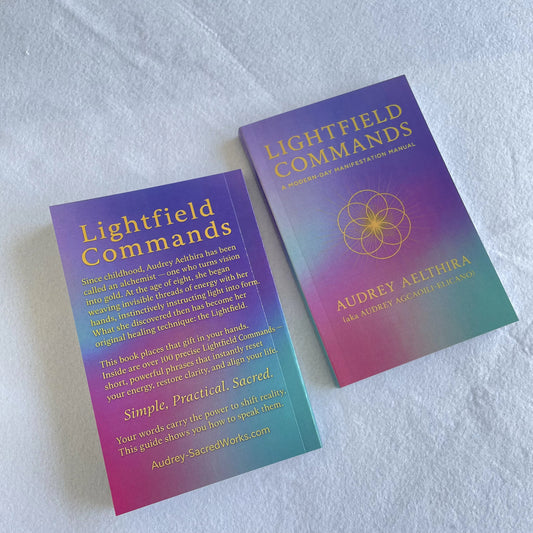 Lightfield
Commands
Since childhood, Audrey Aelthira has been
called an alchemist — one who turns vision
into gold. At the age of eight, she began
weaving invisible threads of energy with her
hands, instinctively instructing light into form.
What she discovered then has become her
original healing technique: the Lightfield.
This book places that gift in your hands.
Inside are over 100 precise Lightfield Commands —
short, powerful phrases that instantly reset
your energy, restore clarity, and align your life.
Simple. Practical. Sacred.
Your words carry the power to shift reality.
This guide shows you how to speak them.
Audrey-SacredWorks.com
LIGHTFIELD
COMMANDS
A MODERN-DAY MANIFESTATION MANUAL
AUDREY AELTHIRA
(aka AUDREY AGCAOILI-ELICANO)